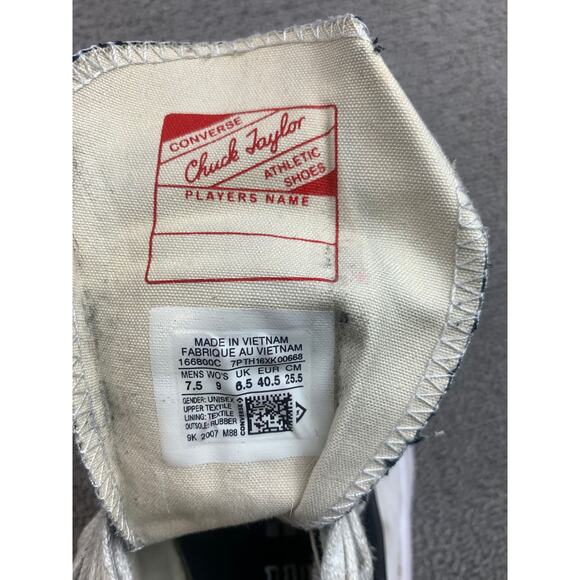 CONVERSE
Chuck Taylor
ATHLETIC
SHOES
PLAYERS NAME
MADE IN VIETNAM
FABRIQUE AU VIETNAM
166800C 7PTH16XK00668
MENS WO'S UK EUR CM
7.5 9 6.5 40.5 25.5
GENDER: UNISEX
UPPER: TEXTILE
LINING: TEXTILE
OUTSOLE: RUBBER
CONVERSE
9K 2007 M88